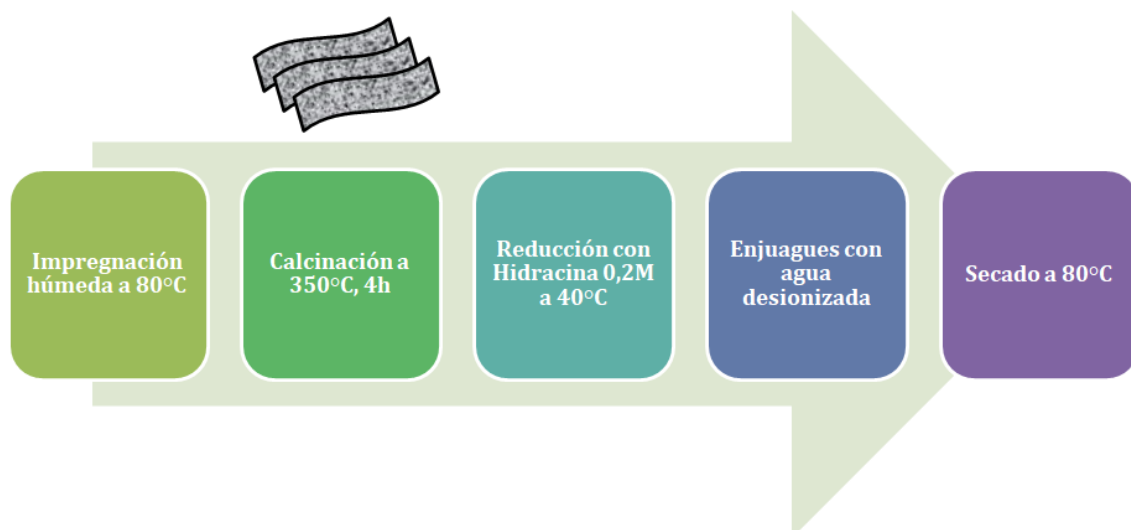 Impregnación
húmeda a 80°C
Calcinación a
350°C, 4h
Reducción con
Hidracina 0,2M
a 40°C
Enjuagues con
agua
desionizada
Secado a 80°C